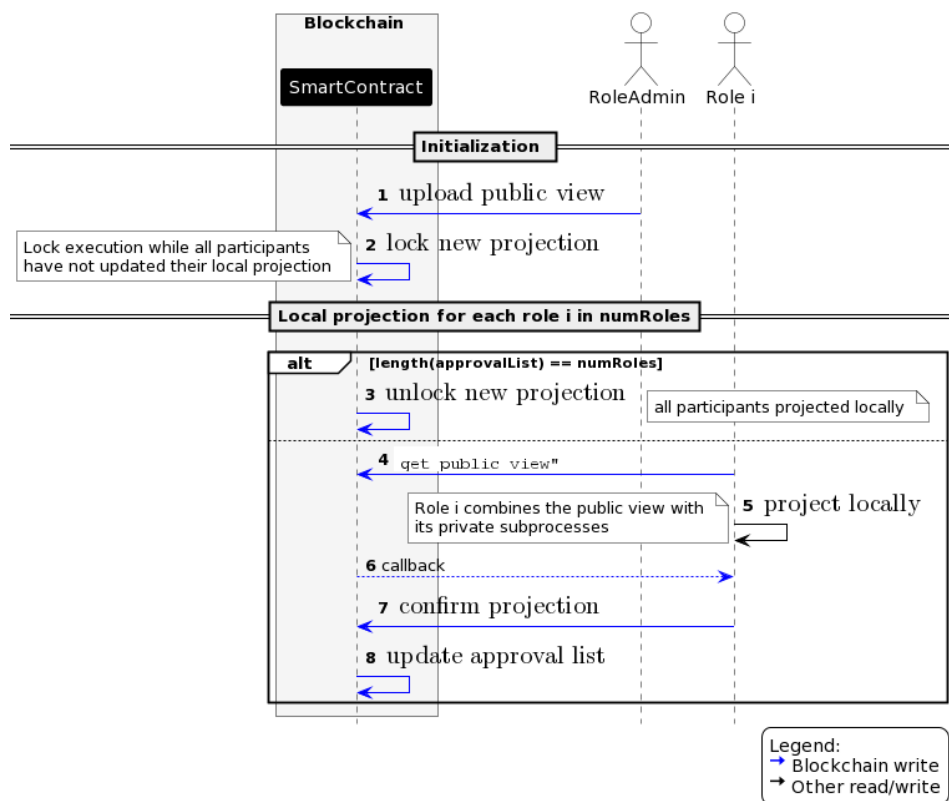 Blockchain
SmartContract
RoleAdmin
Role i
Initialization
1 upload public view
2 lock new projection
Lock execution while all participants
have not updated their local projection
Local projection for each role i in numRoles
alt [length(approvalList) == numRoles]
3 unlock new projection
all participants projected locally
4 get public view"
5 project locally
Role i combines the public view with
its private subprocesses
6 callback
7 confirm projection
8 update approval list
Legend:
Blockchain write
Other read/write